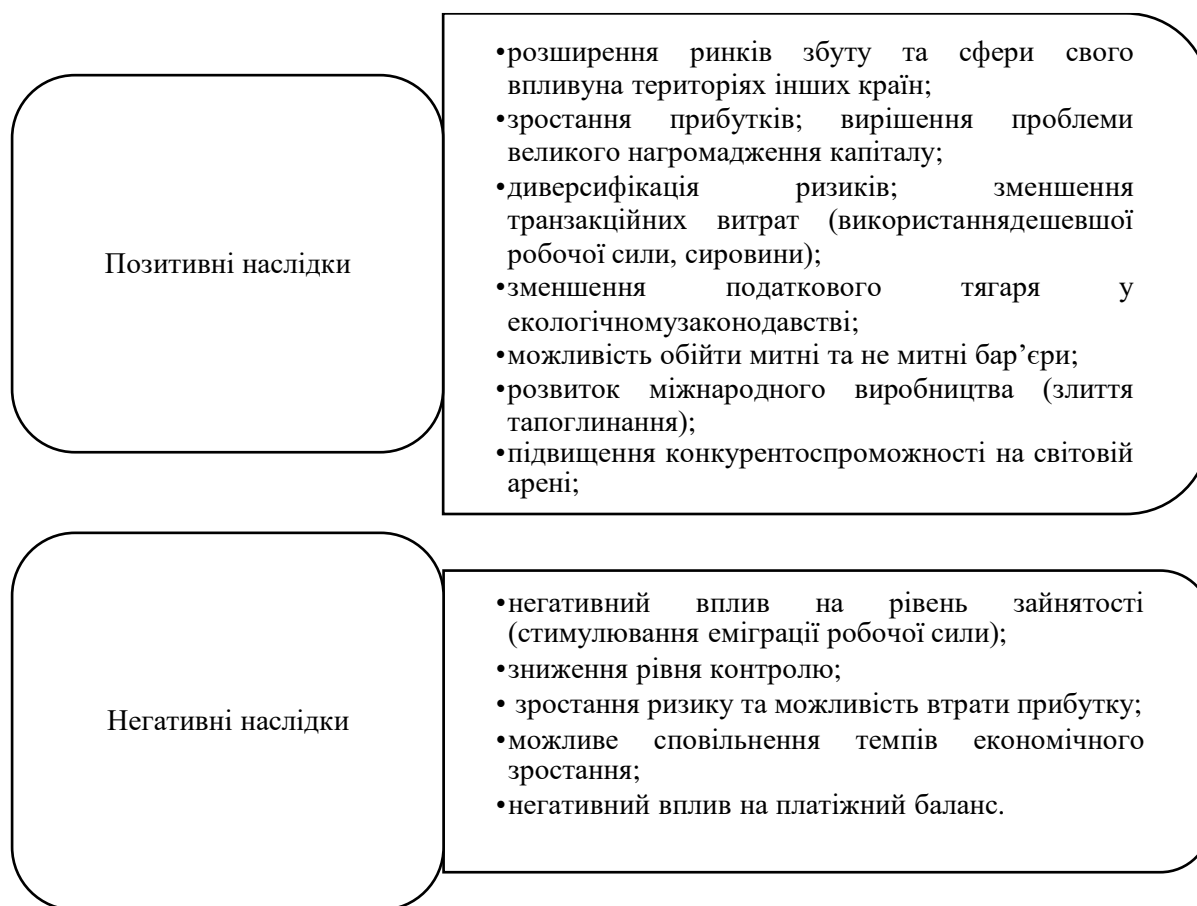 Позитивні наслідки
•розширення ринків збуту та сфери свого
впливуна територіях інших країн;
•зростання прибутків; вирішення проблеми
великого нагромадження капіталу;
•диверсифікація ризиків; зменшення
транзакційних витрат (використаннядешевшої
робочої сили, сировини);
•зменшення податкового тягаря у
екологічномузаконодавстві;
•можливість обійти митні та не митні бар’єри;
•розвиток міжнародного виробництва (злиття
тапоглинання);
•підвищення конкурентоспроможності на світовій
арені;
Негативні наслідки
•негативний вплив на рівень зайнятості
(стимулювання еміграції робочої сили);
•зниження рівня контролю;
• зростання ризику та можливість втрати прибутку;
•можливе сповільнення темпів економічного
зростання;
•негативний вплив на платіжний баланс.